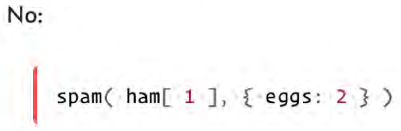 No:
spam( ham[ 1 ], { eggs: 2 } )